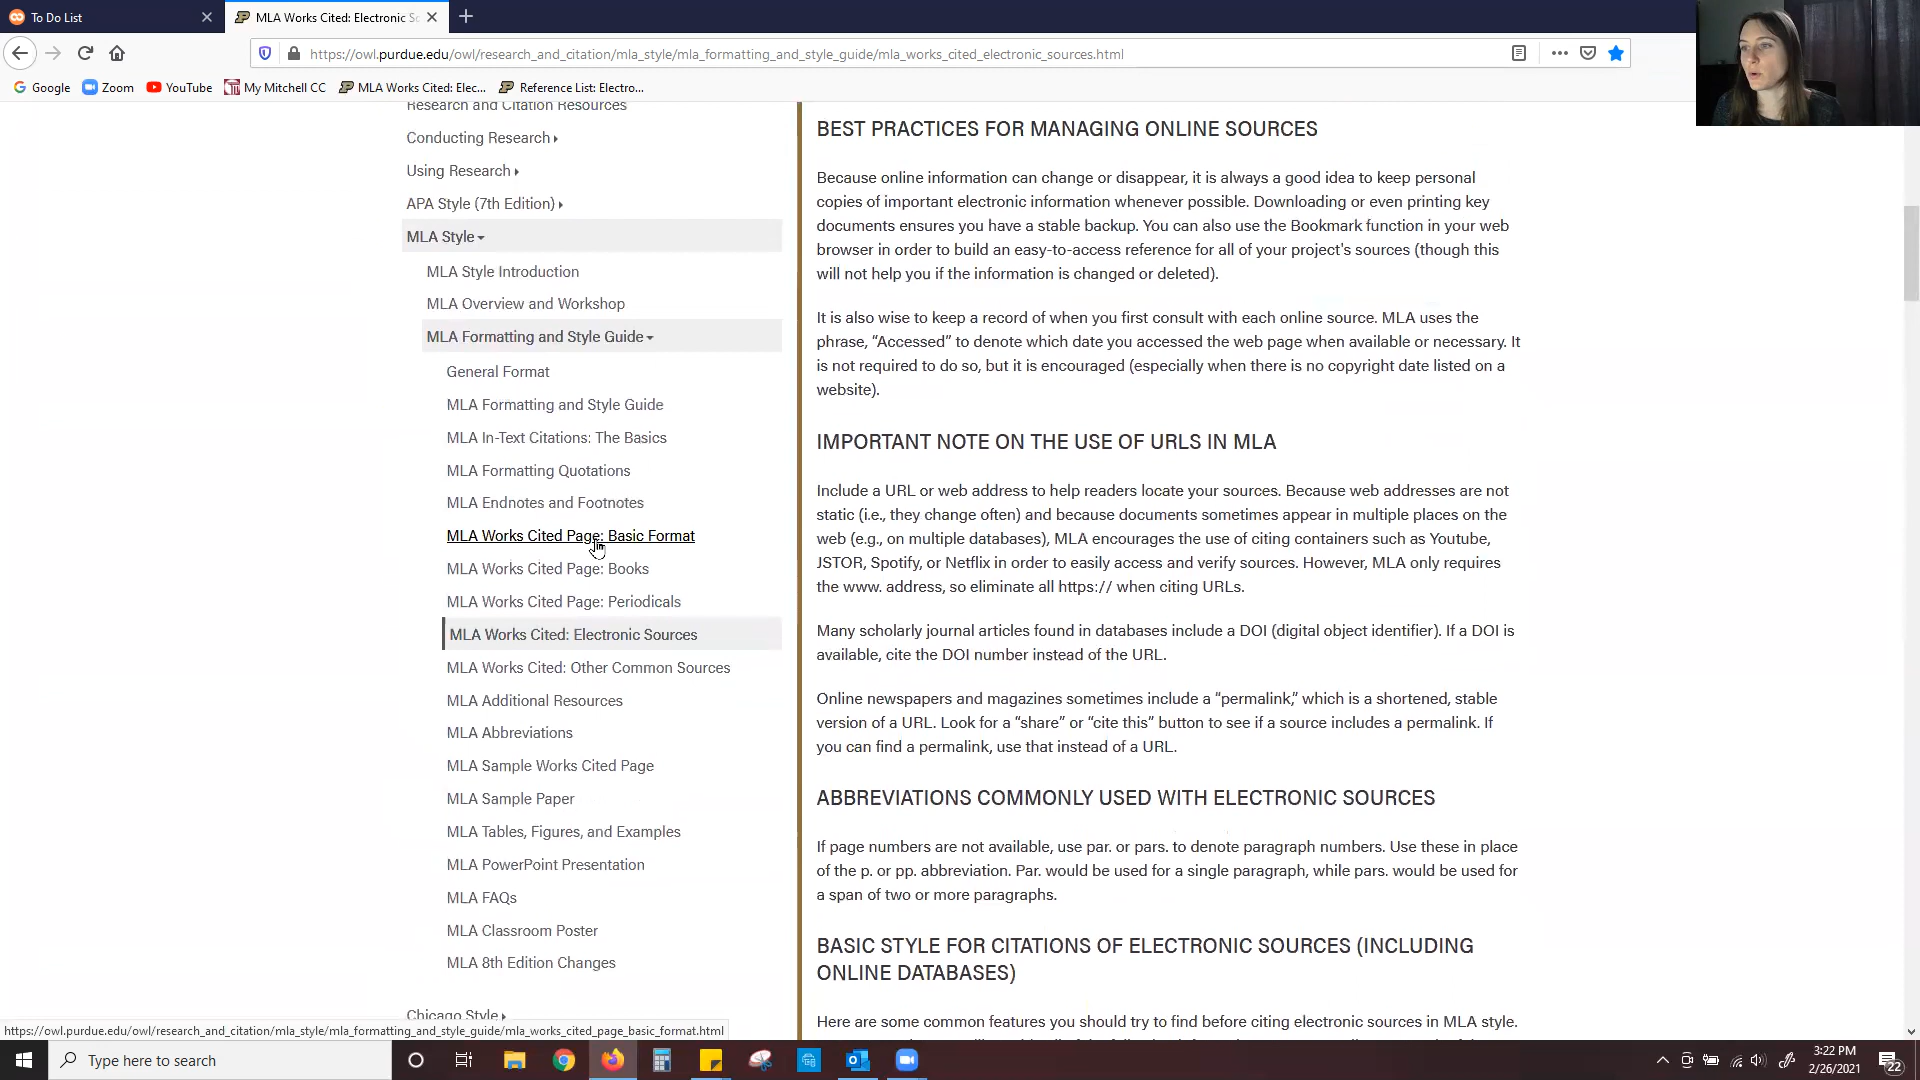 To Do List
MLA Works Cited: Electronic So
https://owl.purdue.edu/owl/research_and_citation/mla_style/mla_formatting_and_style_guide/mla_works_cited_electronic_sources.html
Google
Zoom
YouTube
My Mitchell CC
MLA Works Cited: Elec...
Reference List: Electro...
Research and Citation Resources
Conducting Research
Using Research
APA Style (7th Edition)
MLA Style
MLA Style Introduction
MLA Overview and Workshop
MLA Formatting and Style Guide
General Format
MLA Formatting and Style Guide
MLA In-Text Citations: The Basics
MLA Formatting Quotations
MLA Endnotes and Footnotes
MLA Works Cited Page: Basic Format
MLA Works Cited Page: Books
MLA Works Cited Page: Periodicals
MLA Works Cited: Electronic Sources
MLA Works Cited: Other Common Sources
MLA Additional Resources
MLA Abbreviations
MLA Sample Works Cited Page
MLA Sample Paper
MLA Tables, Figures, and Examples
MLA PowerPoint Presentation
MLA FAQs
MLA Classroom Poster
MLA 8th Edition Changes
Chicago Style
BEST PRACTICES FOR MANAGING ONLINE SOURCES
Because online information can change or disappear, it is always a good idea to keep personal
copies of important electronic information whenever possible. Downloading or even printing key
documents ensures you have a stable backup. You can also use the Bookmark function in your web
browser in order to build an easy-to-access reference for all of your project's sources (though this
will not help you if the information is changed or deleted).
It is also wise to keep a record of when you first consult with each online source. MLA uses the
phrase, “Accessed” to denote which date you accessed the web page when available or necessary. It
is not required to do so, but it is encouraged (especially when there is no copyright date listed on a
website).
IMPORTANT NOTE ON THE USE OF URLS IN MLA
Include a URL or web address to help readers locate your sources. Because web addresses are not
static (i.e., they change often) and because documents sometimes appear in multiple places on the
web (e.g., on multiple databases), MLA encourages the use of citing containers such as Youtube,
JSTOR, Spotify, or Netflix in order to easily access and verify sources. However, MLA only requires
the www. address, so eliminate all https:// when citing URLs.
Many scholarly journal articles found in databases include a DOI (digital object identifier). If a DOI is
available, cite the DOI number instead of the URL.
Online newspapers and magazines sometimes include a “permalink,” which is a shortened, stable
version of a URL. Look for a “share” or “cite this” button to see if a source includes a permalink. If
you can find a permalink, use that instead of a URL.
ABBREVIATIONS COMMONLY USED WITH ELECTRONIC SOURCES
If page numbers are not available, use par. or pars. to denote paragraph numbers. Use these in place
of the p. or pp. abbreviation. Par. would be used for a single paragraph, while pars. would be used for
a span of two or more paragraphs.
BASIC STYLE FOR CITATIONS OF ELECTRONIC SOURCES (INCLUDING
ONLINE DATABASES)
Here are some common features you should try to find before citing electronic sources in MLA style.
https://owl.purdue.edu/owl/research_and_citation/mla_style/mla_formatting_and_style_guide/mla_works_cited_page_basic_format.html
Type here to search
3:22 PM
2/26/2021
22